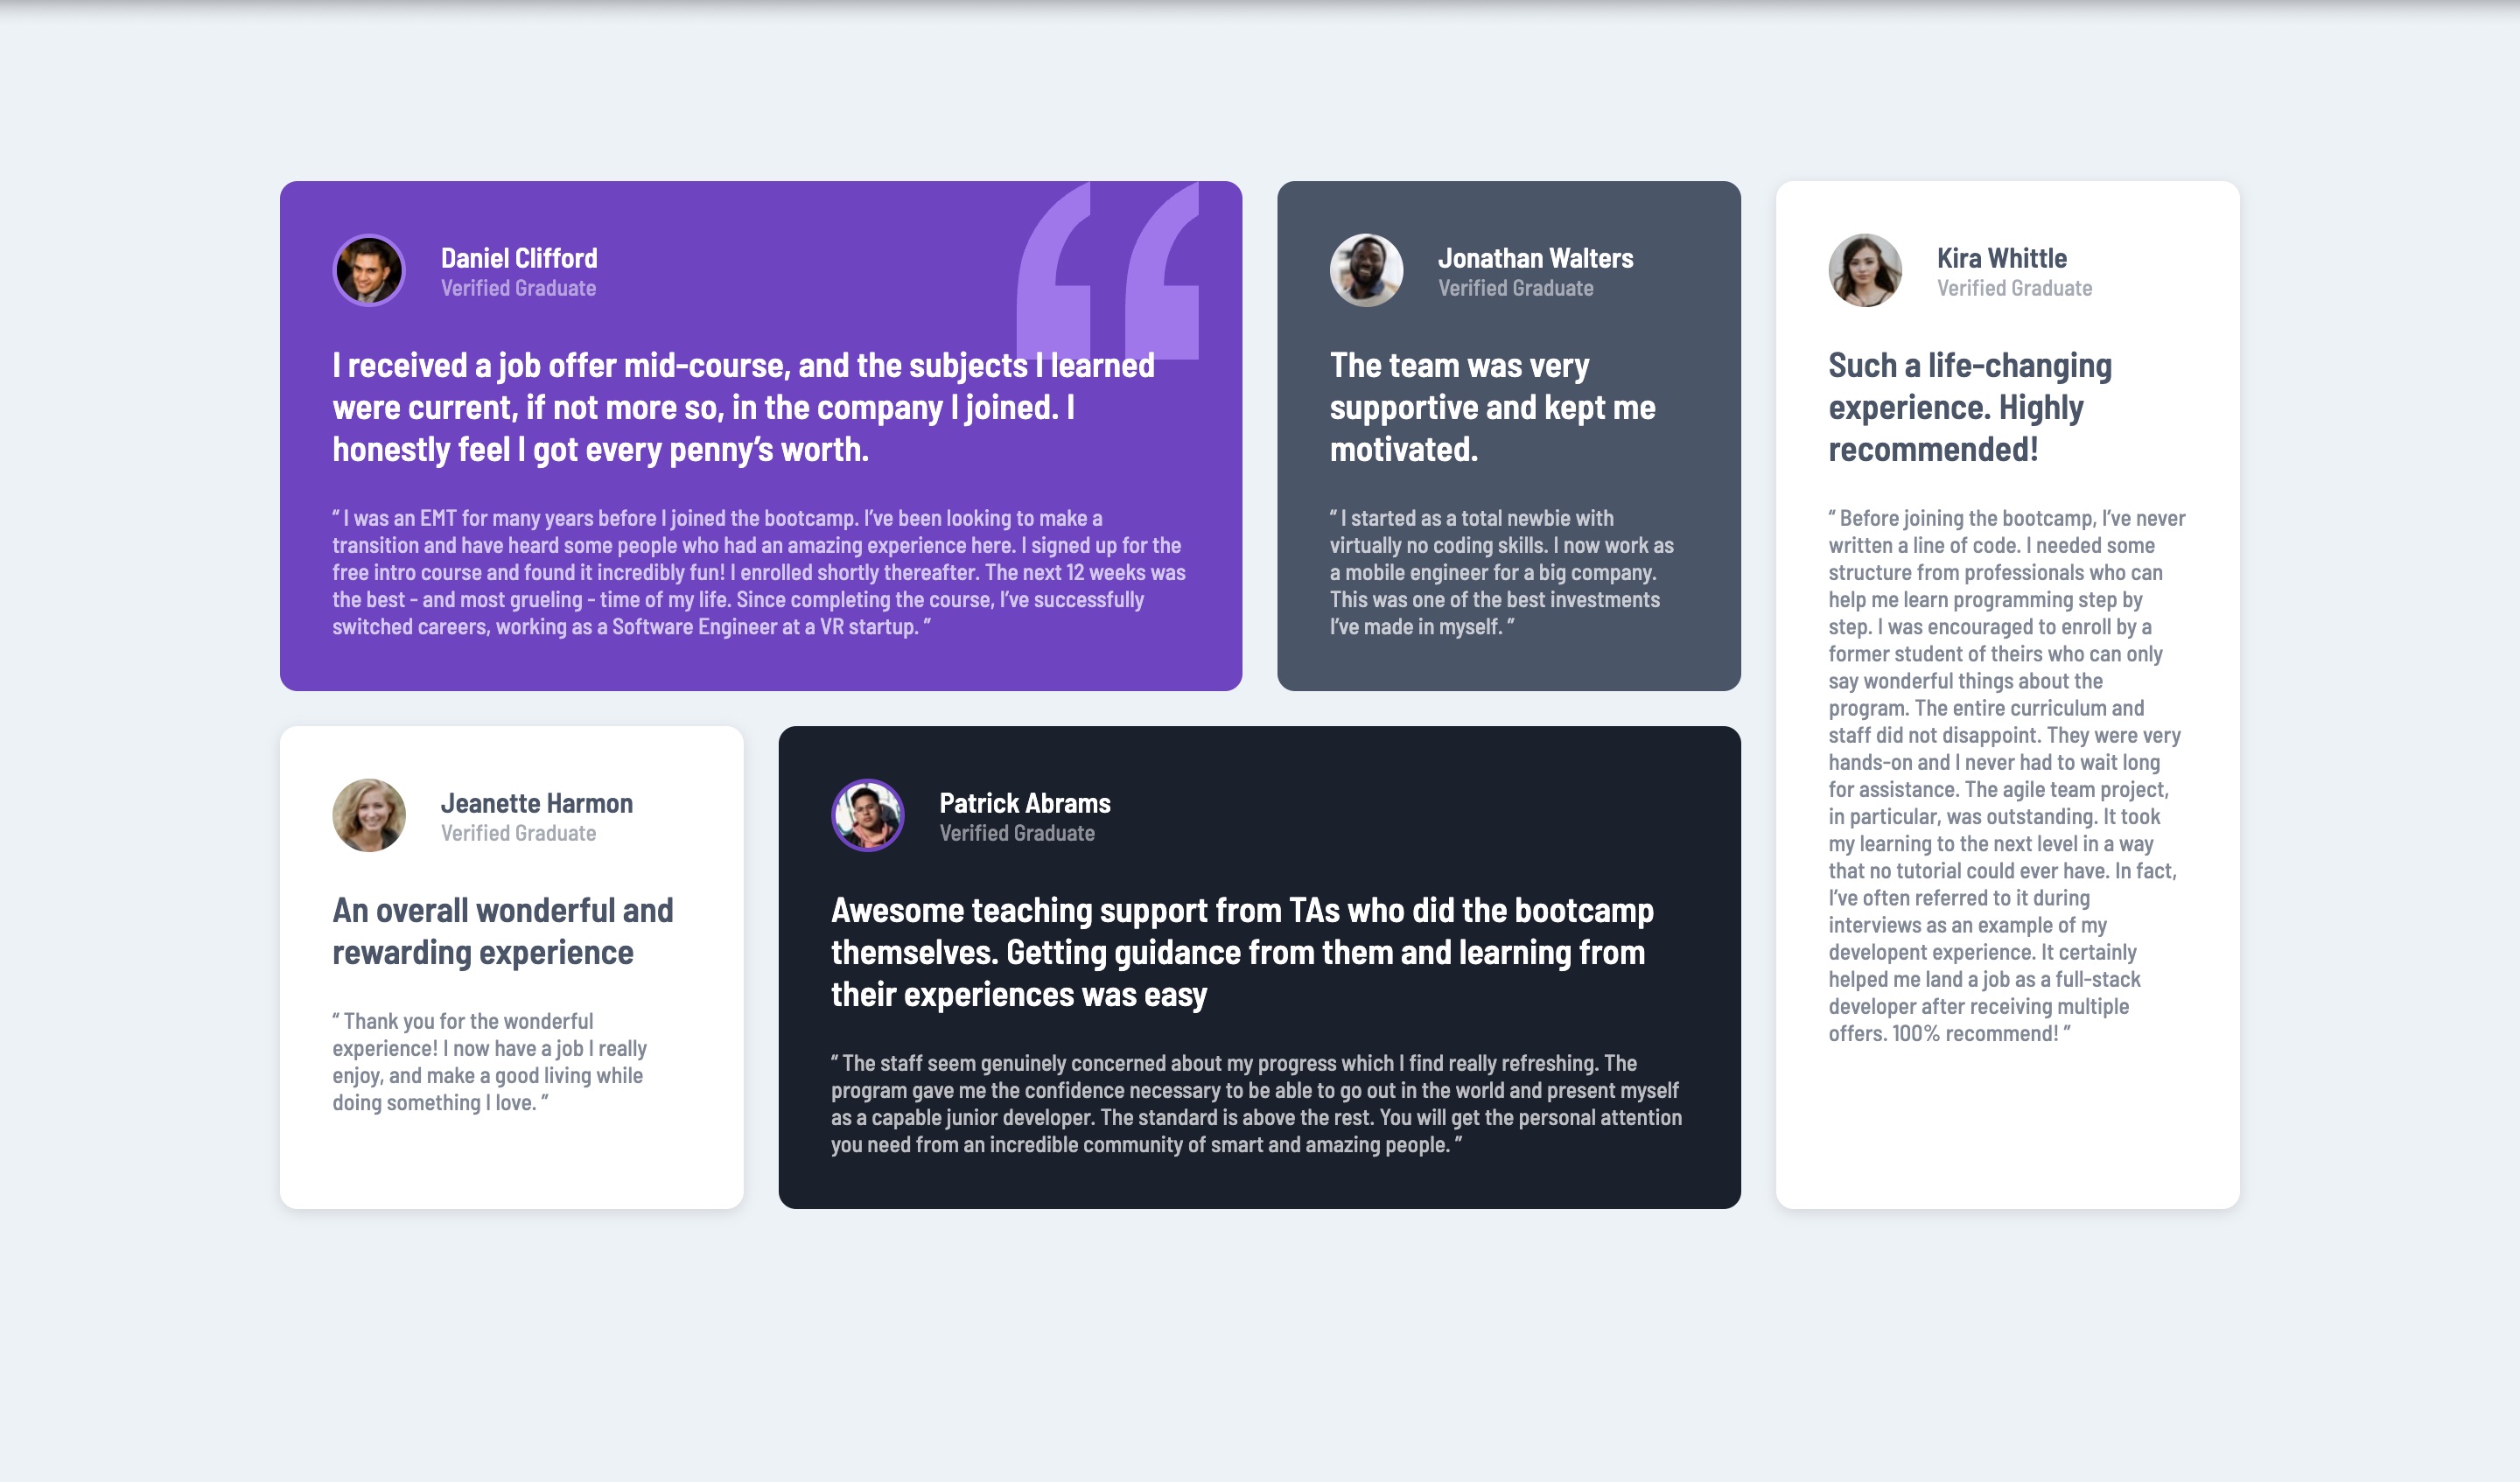 Daniel Clifford
Verified Graduate
I received a job offer mid-course, and the subjects I learned
were current, if not more so, in the company I joined. I
honestly feel I got every penny’s worth.
“ I was an EMT for many years before I joined the bootcamp. I’ve been looking to make a
transition and have heard some people who had an amazing experience here. I signed up for the
free intro course and found it incredibly fun! I enrolled shortly thereafter. The next 12 weeks was
the best - and most grueling - time of my life. Since completing the course, I’ve successfully
switched careers, working as a Software Engineer at a VR startup. ”
Jonathan Walters
Verified Graduate
The team was very
supportive and kept me
motivated.
“ I started as a total newbie with
virtually no coding skills. I now work as
a mobile engineer for a big company.
This was one of the best investments
I’ve made in myself. ”
Kira Whittle
Verified Graduate
Such a life-changing
experience. Highly
recommended!
“ Before joining the bootcamp, I’ve never
written a line of code. I needed some
structure from professionals who can
help me learn programming step by
step. I was encouraged to enroll by a
former student of theirs who can only
say wonderful things about the
program. The entire curriculum and
staff did not disappoint. They were very
hands-on and I never had to wait long
for assistance. The agile team project,
in particular, was outstanding. It took
my learning to the next level in a way
that no tutorial could ever have. In fact,
I’ve often referred to it during
interviews as an example of my
developent experience. It certainly
helped me land a job as a full-stack
developer after receiving multiple
offers. 100% recommend! ”
Jeanette Harmon
Verified Graduate
An overall wonderful and
rewarding experience
“ Thank you for the wonderful
experience! I now have a job I really
enjoy, and make a good living while
doing something I love. ”
Patrick Abrams
Verified Graduate
Awesome teaching support from TAs who did the bootcamp
themselves. Getting guidance from them and learning from
their experiences was easy
“ The staff seem genuinely concerned about my progress which I find really refreshing. The
program gave me the confidence necessary to be able to go out in the world and present myself
as a capable junior developer. The standard is above the rest. You will get the personal attention
you need from an incredible community of smart and amazing people. ”